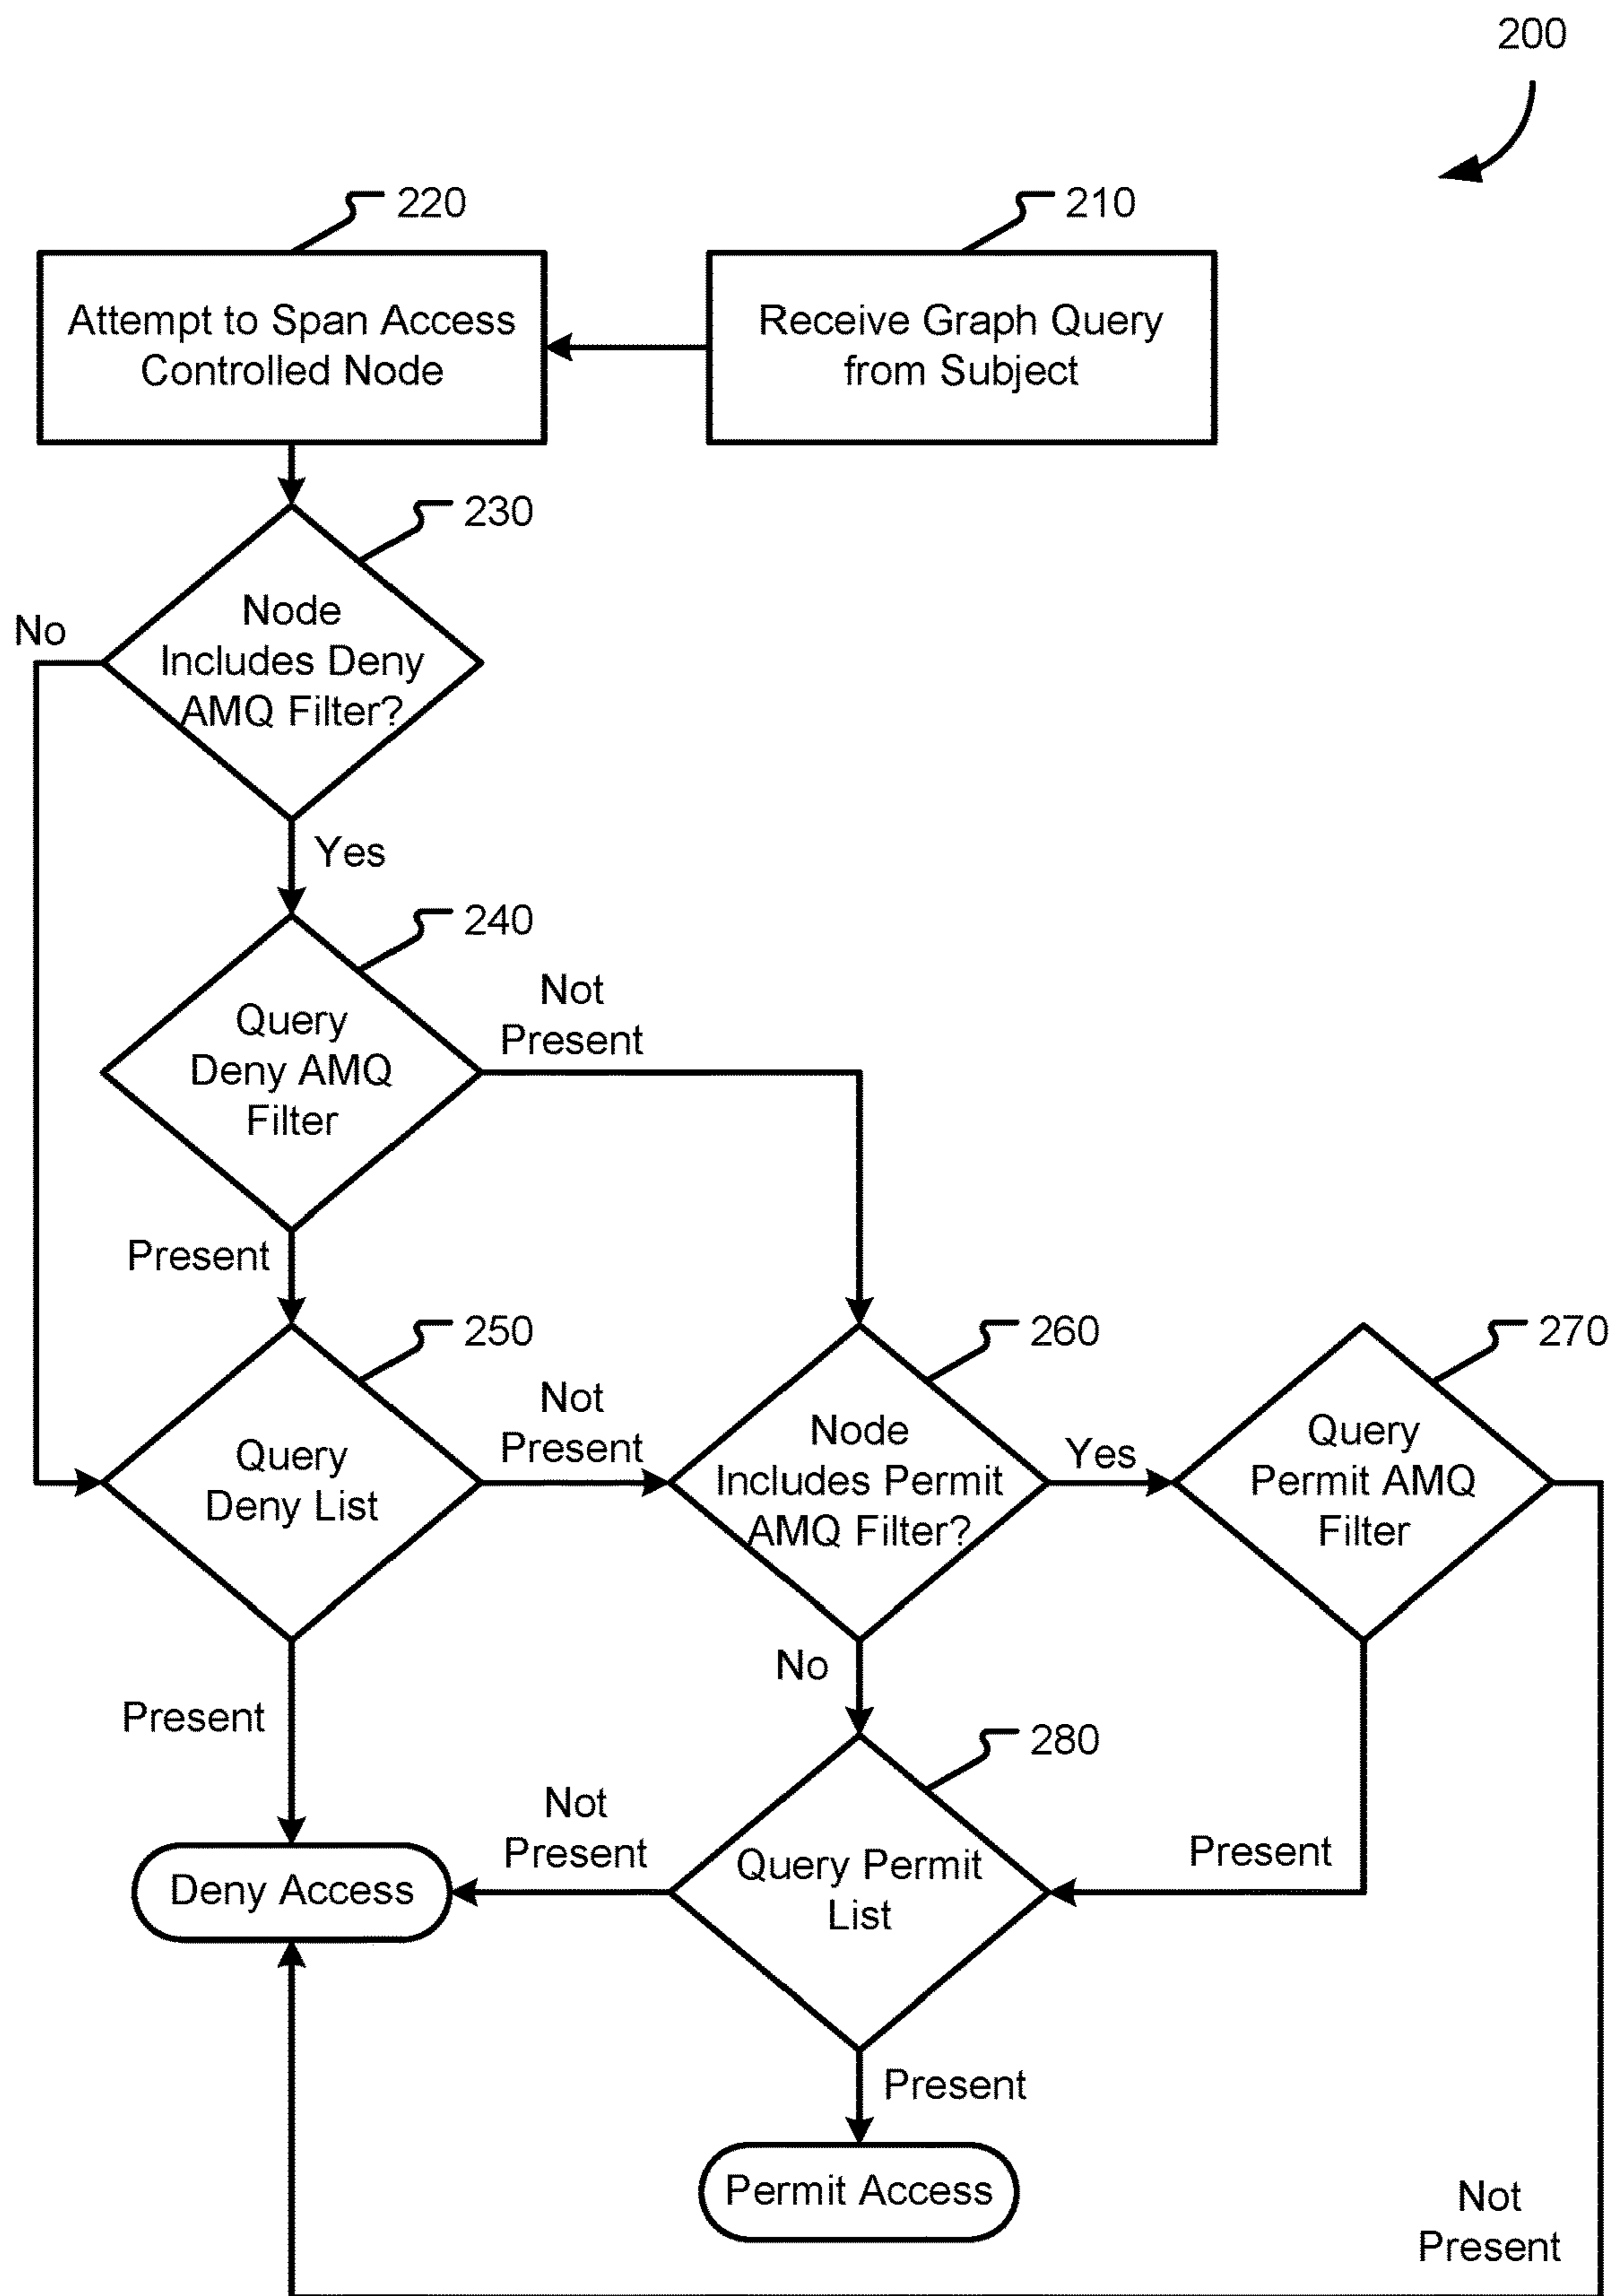 200
220
210
Attempt to Span Access
Controlled Node
Receive Graph Query
from Subject
230
Node
Includes Deny
AMQ Filter?
No
Yes
240
Query
Deny AMQ
Filter
Not
Present
Present
250
Query
Deny List
Not
Present
260
Node
Includes Permit
AMQ Filter?
Yes
270
Query
Permit AMQ
Filter
Present
No
280
Query Permit
List
Not
Present
Present
Deny Access
Present
Permit Access
Not
Present